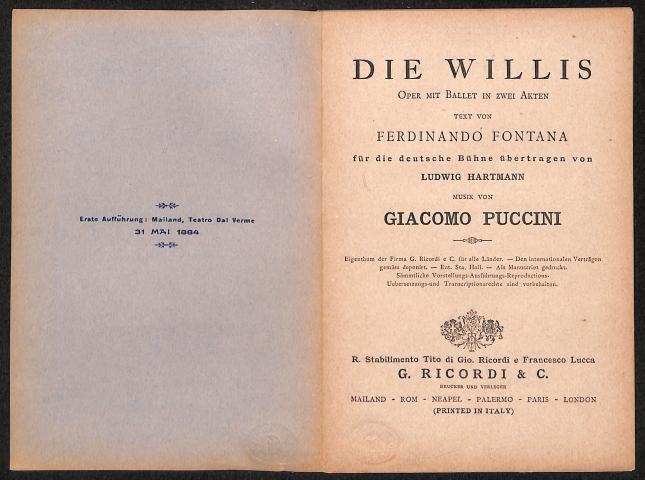 Erste Aufführung: Mailand, Teatro Dal Verme
31 MAI 1884
DIE WILLIS
OPER MIT BALLET IN ZWEI AKTEN
TEXT VON
FERDINANDO FONTANA
für die deutsche Bühne übertragen von
LUDWIG HARTMANN
MUSIK VON
GIACOMO PUCCINI
Eigenthum der Firma G. Ricordi e C. für alle Länder. — Den internationalen Verträgen
gemäss deponirt. — Ent. Sta. Hall. — Als Manuscript gedruckt.
Sämmtliche Vorstellungs-Aufführungs-Reproductions-
Uebersetzungs-und Transcriptionsrechte sind vorbehalten.
R. Stabilimento Tito di Gio. Ricordi e Francesco Lucca
G. RICORDI & C.
DRUCKER UND VERLEGER
MAILAND - ROM - NEAPEL - PALERMO - PARIS - LONDON
(PRINTED IN ITALY)